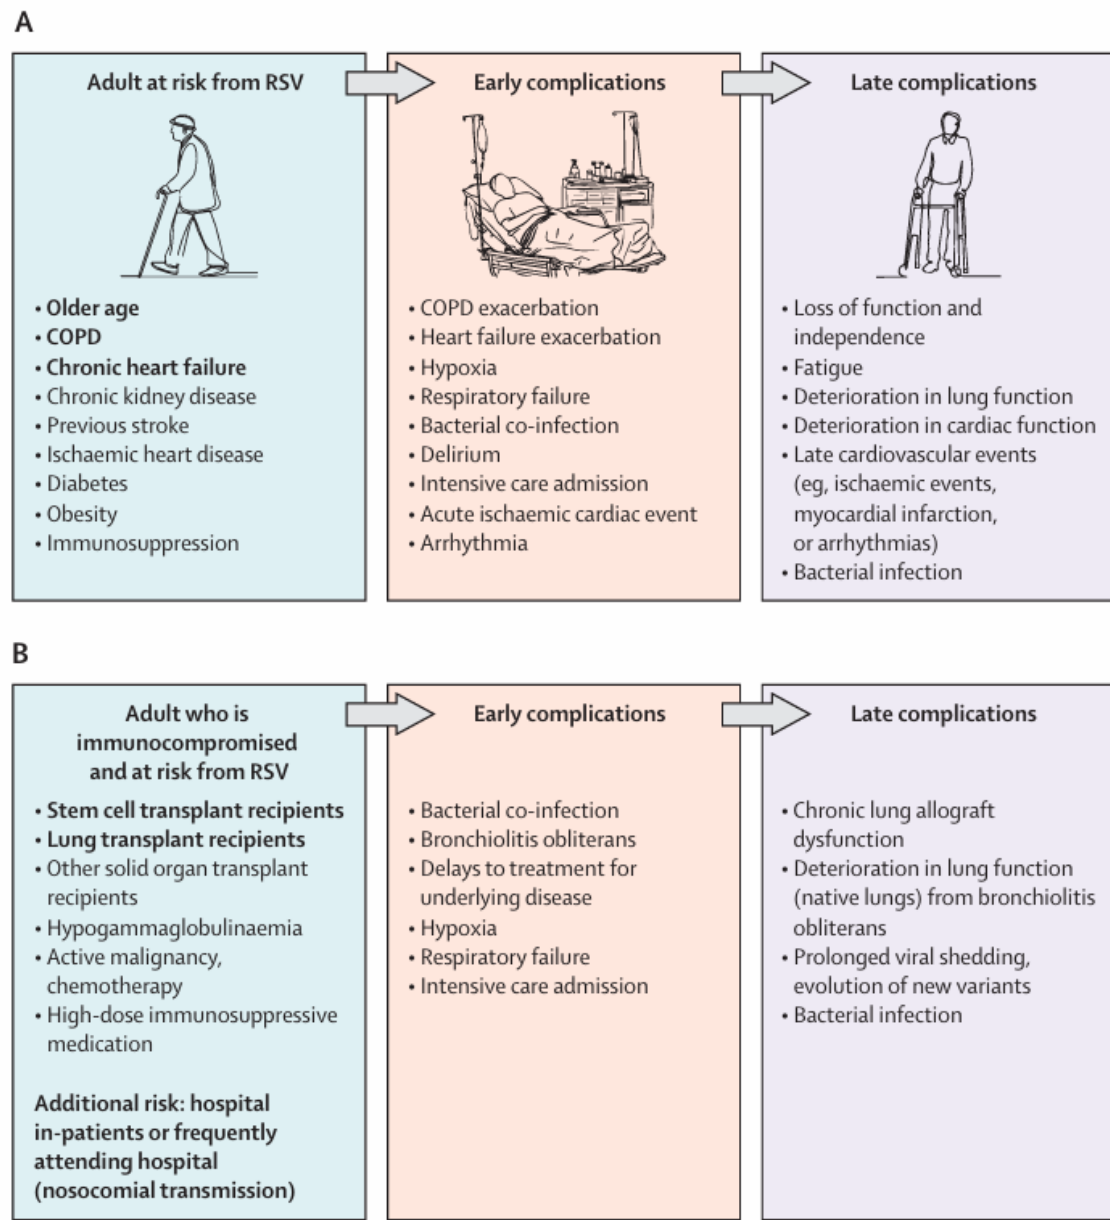 A
Adult at risk from RSV
• Older age
• COPD
• Chronic heart failure
• Chronic kidney disease
• Previous stroke
• Ischaemic heart disease
• Diabetes
• Obesity
• Immunosuppression
Early complications
• COPD exacerbation
• Heart failure exacerbation
• Hypoxia
• Respiratory failure
• Bacterial co-infection
• Delirium
• Intensive care admission
• Acute ischaemic cardiac event
• Arrhythmia
Late complications
• Loss of function and
independence
• Fatigue
• Deterioration in lung function
• Deterioration in cardiac function
• Late cardiovascular events
(eg, ischaemic events,
myocardial infarction,
or arrhythmias)
• Bacterial infection
B
Adult who is
immunocompromised
and at risk from RSV
• Stem cell transplant recipients
• Lung transplant recipients
• Other solid organ transplant
recipients
• Hypogammaglobulinaemia
• Active malignancy,
chemotherapy
• High-dose immunosuppressive
medication
Additional risk: hospital
in-patients or frequently
attending hospital
(nosocomial transmission)
Early complications
• Bacterial co-infection
• Bronchiolitis obliterans
• Delays to treatment for
underlying disease
• Hypoxia
• Respiratory failure
• Intensive care admission
Late complications
• Chronic lung allograft
dysfunction
• Deterioration in lung function
(native lungs) from bronchiolitis
obliterans
• Prolonged viral shedding,
evolution of new variants
• Bacterial infection